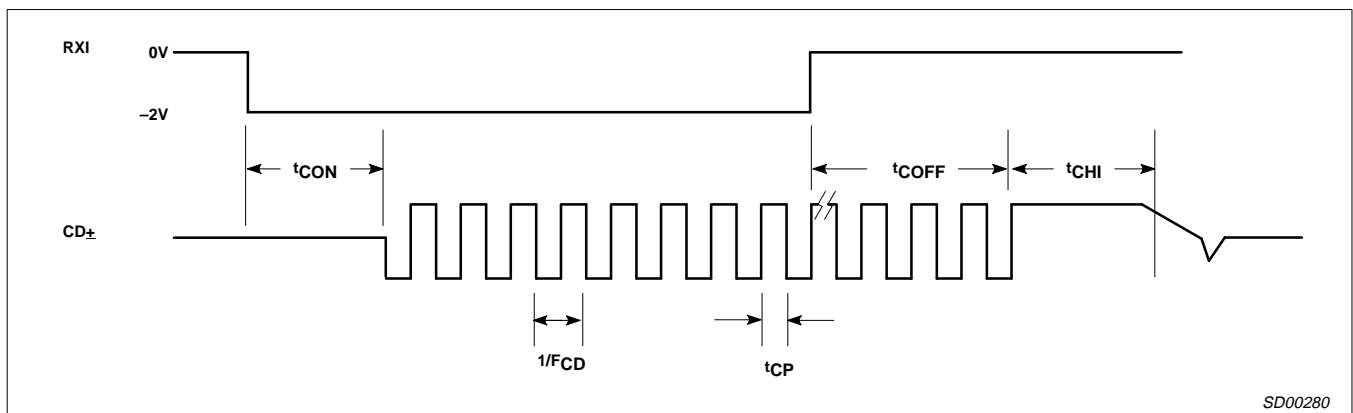 RXI
0V
–2V
tCON
tCOFF
tCHI
CD±
1/FCD
tCP
SD00280